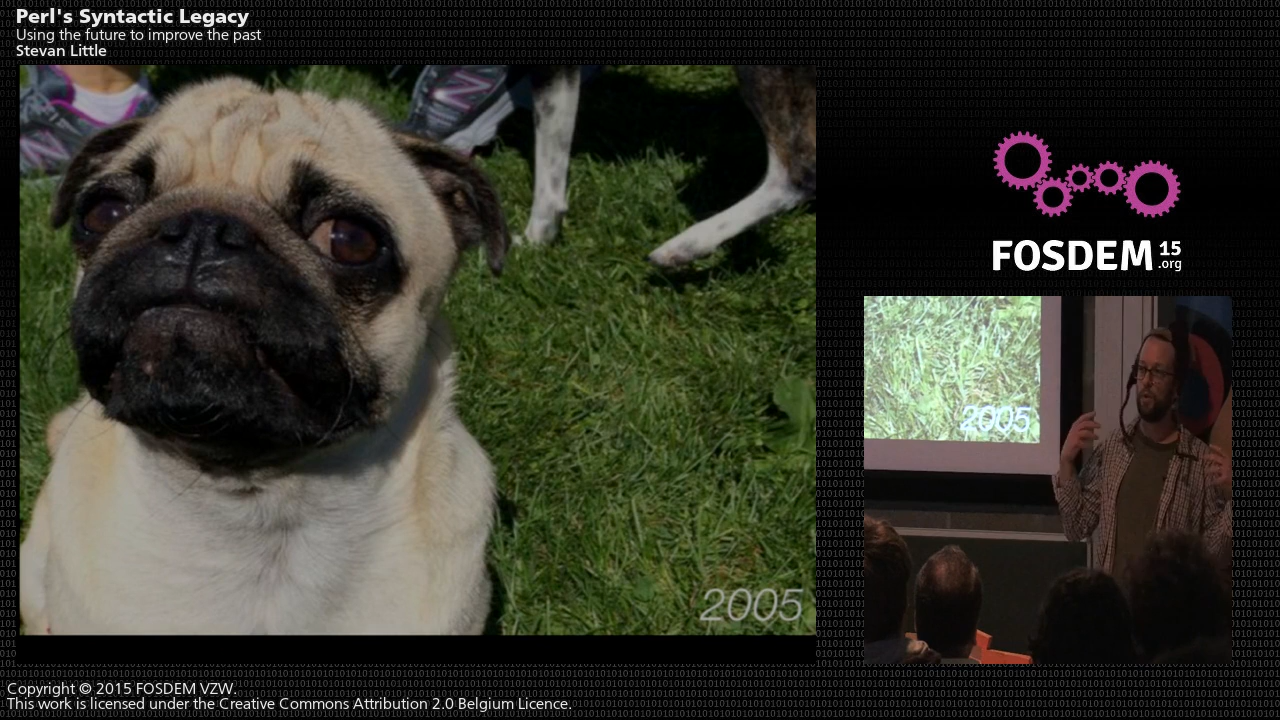 Perl's Syntactic Legacy
Using the future to improve the past
Stevan Little
FOSDEM 15
.org
2005
2005
Copyright © 2015 FOSDEM VZW.
This work is licensed under the Creative Commons Attribution 2.0 Belgium Licence.